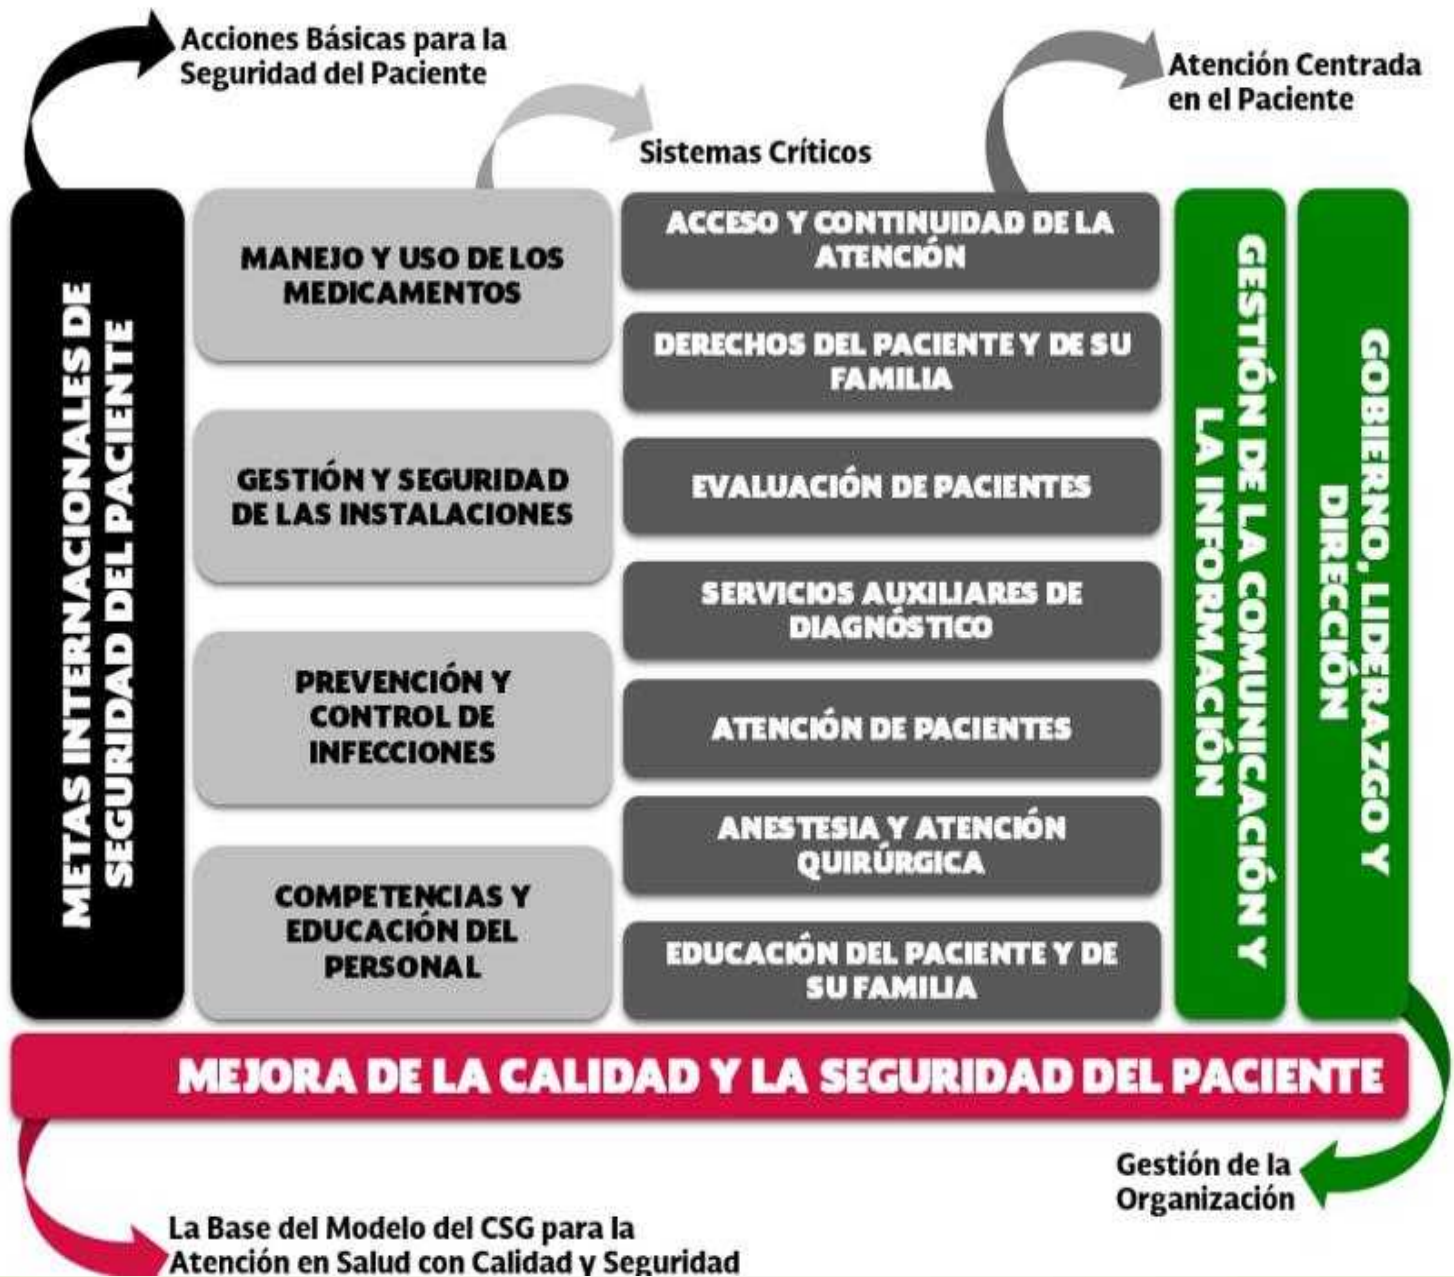 Acciones Básicas para la
Seguridad del Paciente
Sistemas Críticos
Atención Centrada
en el Paciente
METAS INTERNACIONALES DE
SEGURIDAD DEL PACIENTE
MANEJO Y USO DE LOS
MEDICAMENTOS
GESTIÓN Y SEGURIDAD
DE LAS INSTALACIONES
PREVENCIÓN Y
CONTROL DE
INFECCIONES
COMPETENCIAS Y
EDUCACIÓN DEL
PERSONAL
ACCESO Y CONTINUIDAD DE LA
ATENCIÓN
DERECHOS DEL PACIENTE Y DE SU
FAMILIA
EVALUACIÓN DE PACIENTES
SERVICIOS AUXILIARES DE
DIAGNÓSTICO
ATENCIÓN DE PACIENTES
ANESTESIA Y ATENCIÓN
QUIRÚRGICA
EDUCACIÓN DEL PACIENTE Y DE
SU FAMILIA
GESTIÓN DE LA COMUNICACIÓN Y
LA INFORMACIÓN
GOBIERNO, LIDERAZGO Y
DIRECCIÓN
MEJORA DE LA CALIDAD Y LA SEGURIDAD DEL PACIENTE
Gestión de la
Organización
La Base del Modelo del CSG para la
Atención en Salud con Calidad y Seguridad